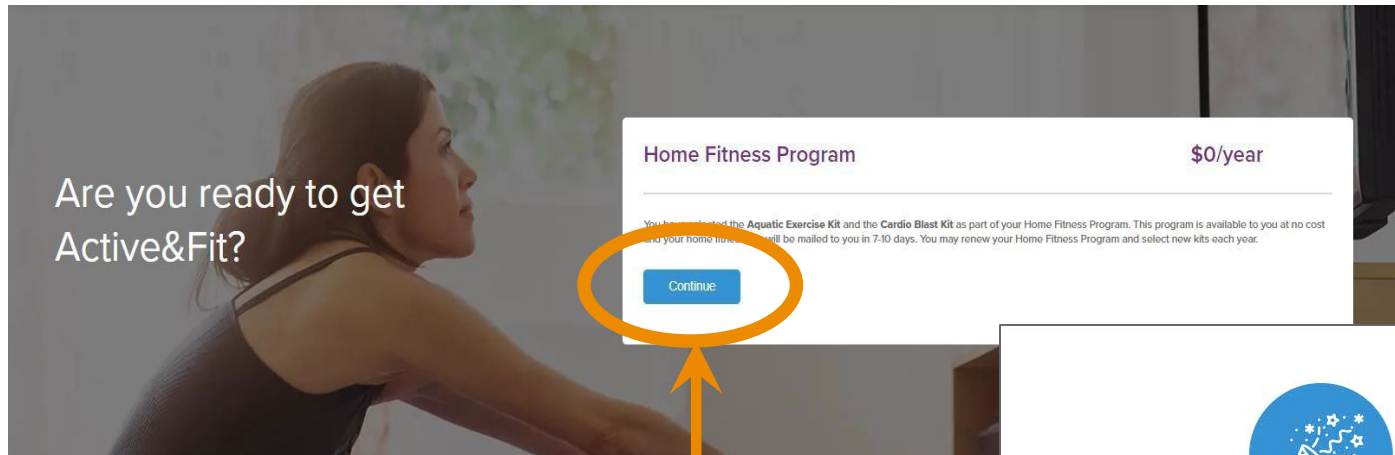 Are you ready to get
Active&Fit?
Home Fitness Program
$0/year
You selected the Aquatic Exercise Kit and the Cardio Blast Kit as part of your Home Fitness Program. This program is available to you at no cost
and your home will be mailed to you in 7-10 days. You may renew your Home Fitness Program and select new kits each year.
Continue